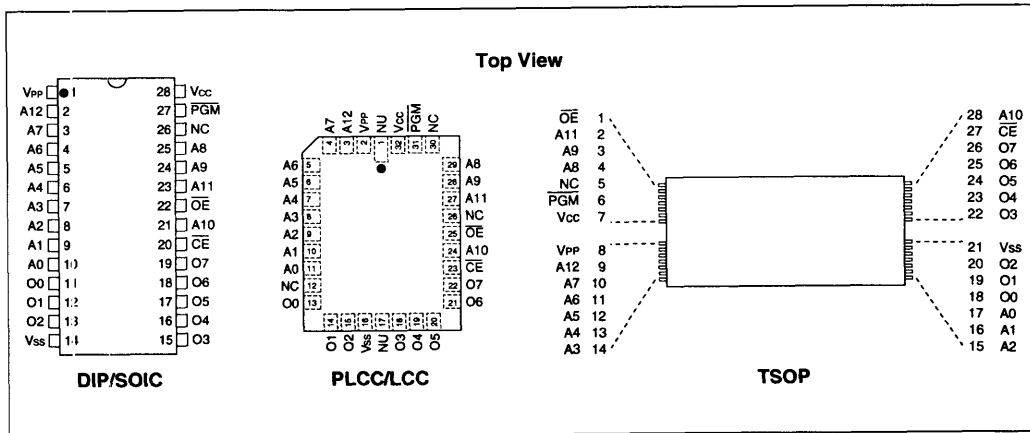 Top View
VPP 1 28 VCC
A12 2 27 P̅G̅M̅
A7 3 26 NC
A6 4 25 A8
A5 5 24 A9
A4 6 23 A11
A3 7 22 O̅E̅
A2 8 21 A10
A1 9 20 C̅E̅
A0 10 19 O7
O0 11 18 O6
O1 12 17 O5
O2 13 16 O4
VSS 14 15 O3
DIP/SOIC
A7 A12 VPP NU VCC P̅G̅M̅ NC
4 3 2 1 32 31 30
A6 5 29 A8
A5 6 28 A9
A4 7 27 A11
A3 8 26 NC
A2 9 25 O̅E̅
A1 10 24 A10
A0 11 23 C̅E̅
NC 12 22 O7
O0 13 21 O6
14 15 16 17 18 19 20
O1 O2 VSS NU O3 O4 O5
PLCC/LCC
O̅E̅ 1 28 A10
A11 2 27 C̅E̅
A9 3 26 O7
A8 4 25 O6
NC 5 24 O5
P̅G̅M̅ 6 23 O4
VCC 7 22 O3
VPP 8 21 VSS
A12 9 20 O2
A7 10 19 O1
A6 11 18 O0
A5 12 17 A0
A4 13 16 A1
A3 14 15 A2
TSOP